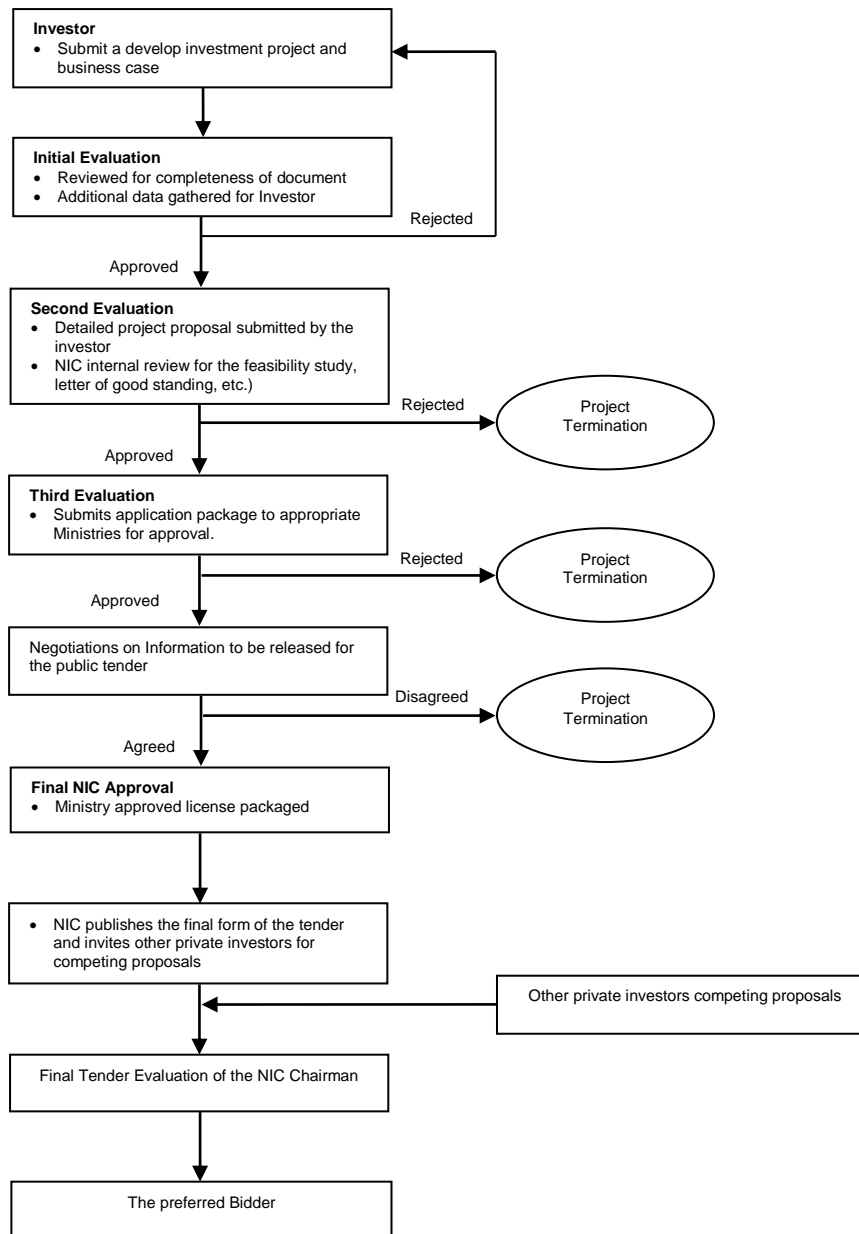 Investor
• Submit a develop investment project and
business case
Initial Evaluation
• Reviewed for completeness of document
• Additional data gathered for Investor
Rejected
Approved
Second Evaluation
• Detailed project proposal submitted by the
investor
• NIC internal review for the feasibility study,
letter of good standing, etc.)
Rejected
Project
Termination
Approved
Third Evaluation
• Submits application package to appropriate
Ministries for approval.
Rejected
Project
Termination
Approved
Negotiations on Information to be released for
the public tender
Disagreed
Project
Termination
Agreed
Final NIC Approval
• Ministry approved license packaged
• NIC publishes the final form of the tender
and invites other private investors for
competing proposals
Other private investors competing proposals
Final Tender Evaluation of the NIC Chairman
The preferred Bidder